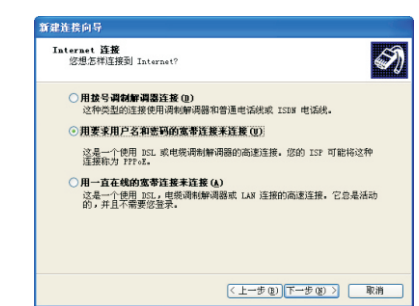 新建连接向导
Internet 连接
您想怎样连接到 Internet?
用拨号调制解调器连接(D)
这种类型的连接使用调制解调器和普通电话线或 ISDN 电话线。
用要求用户名和密码的宽带连接来连接(U)
这是一个使用 DSL 或电缆调制解调器的高速连接。您的 ISP 可能将这种
连接称为 PPPoE。
用一直在线的宽带连接来连接(A)
这是一个使用 DSL，电缆调制解调器或 LAN 连接的高速连接。它总是活动
的，并且不需要您登录。
< 上一步(B) 下一步(N) > 取消